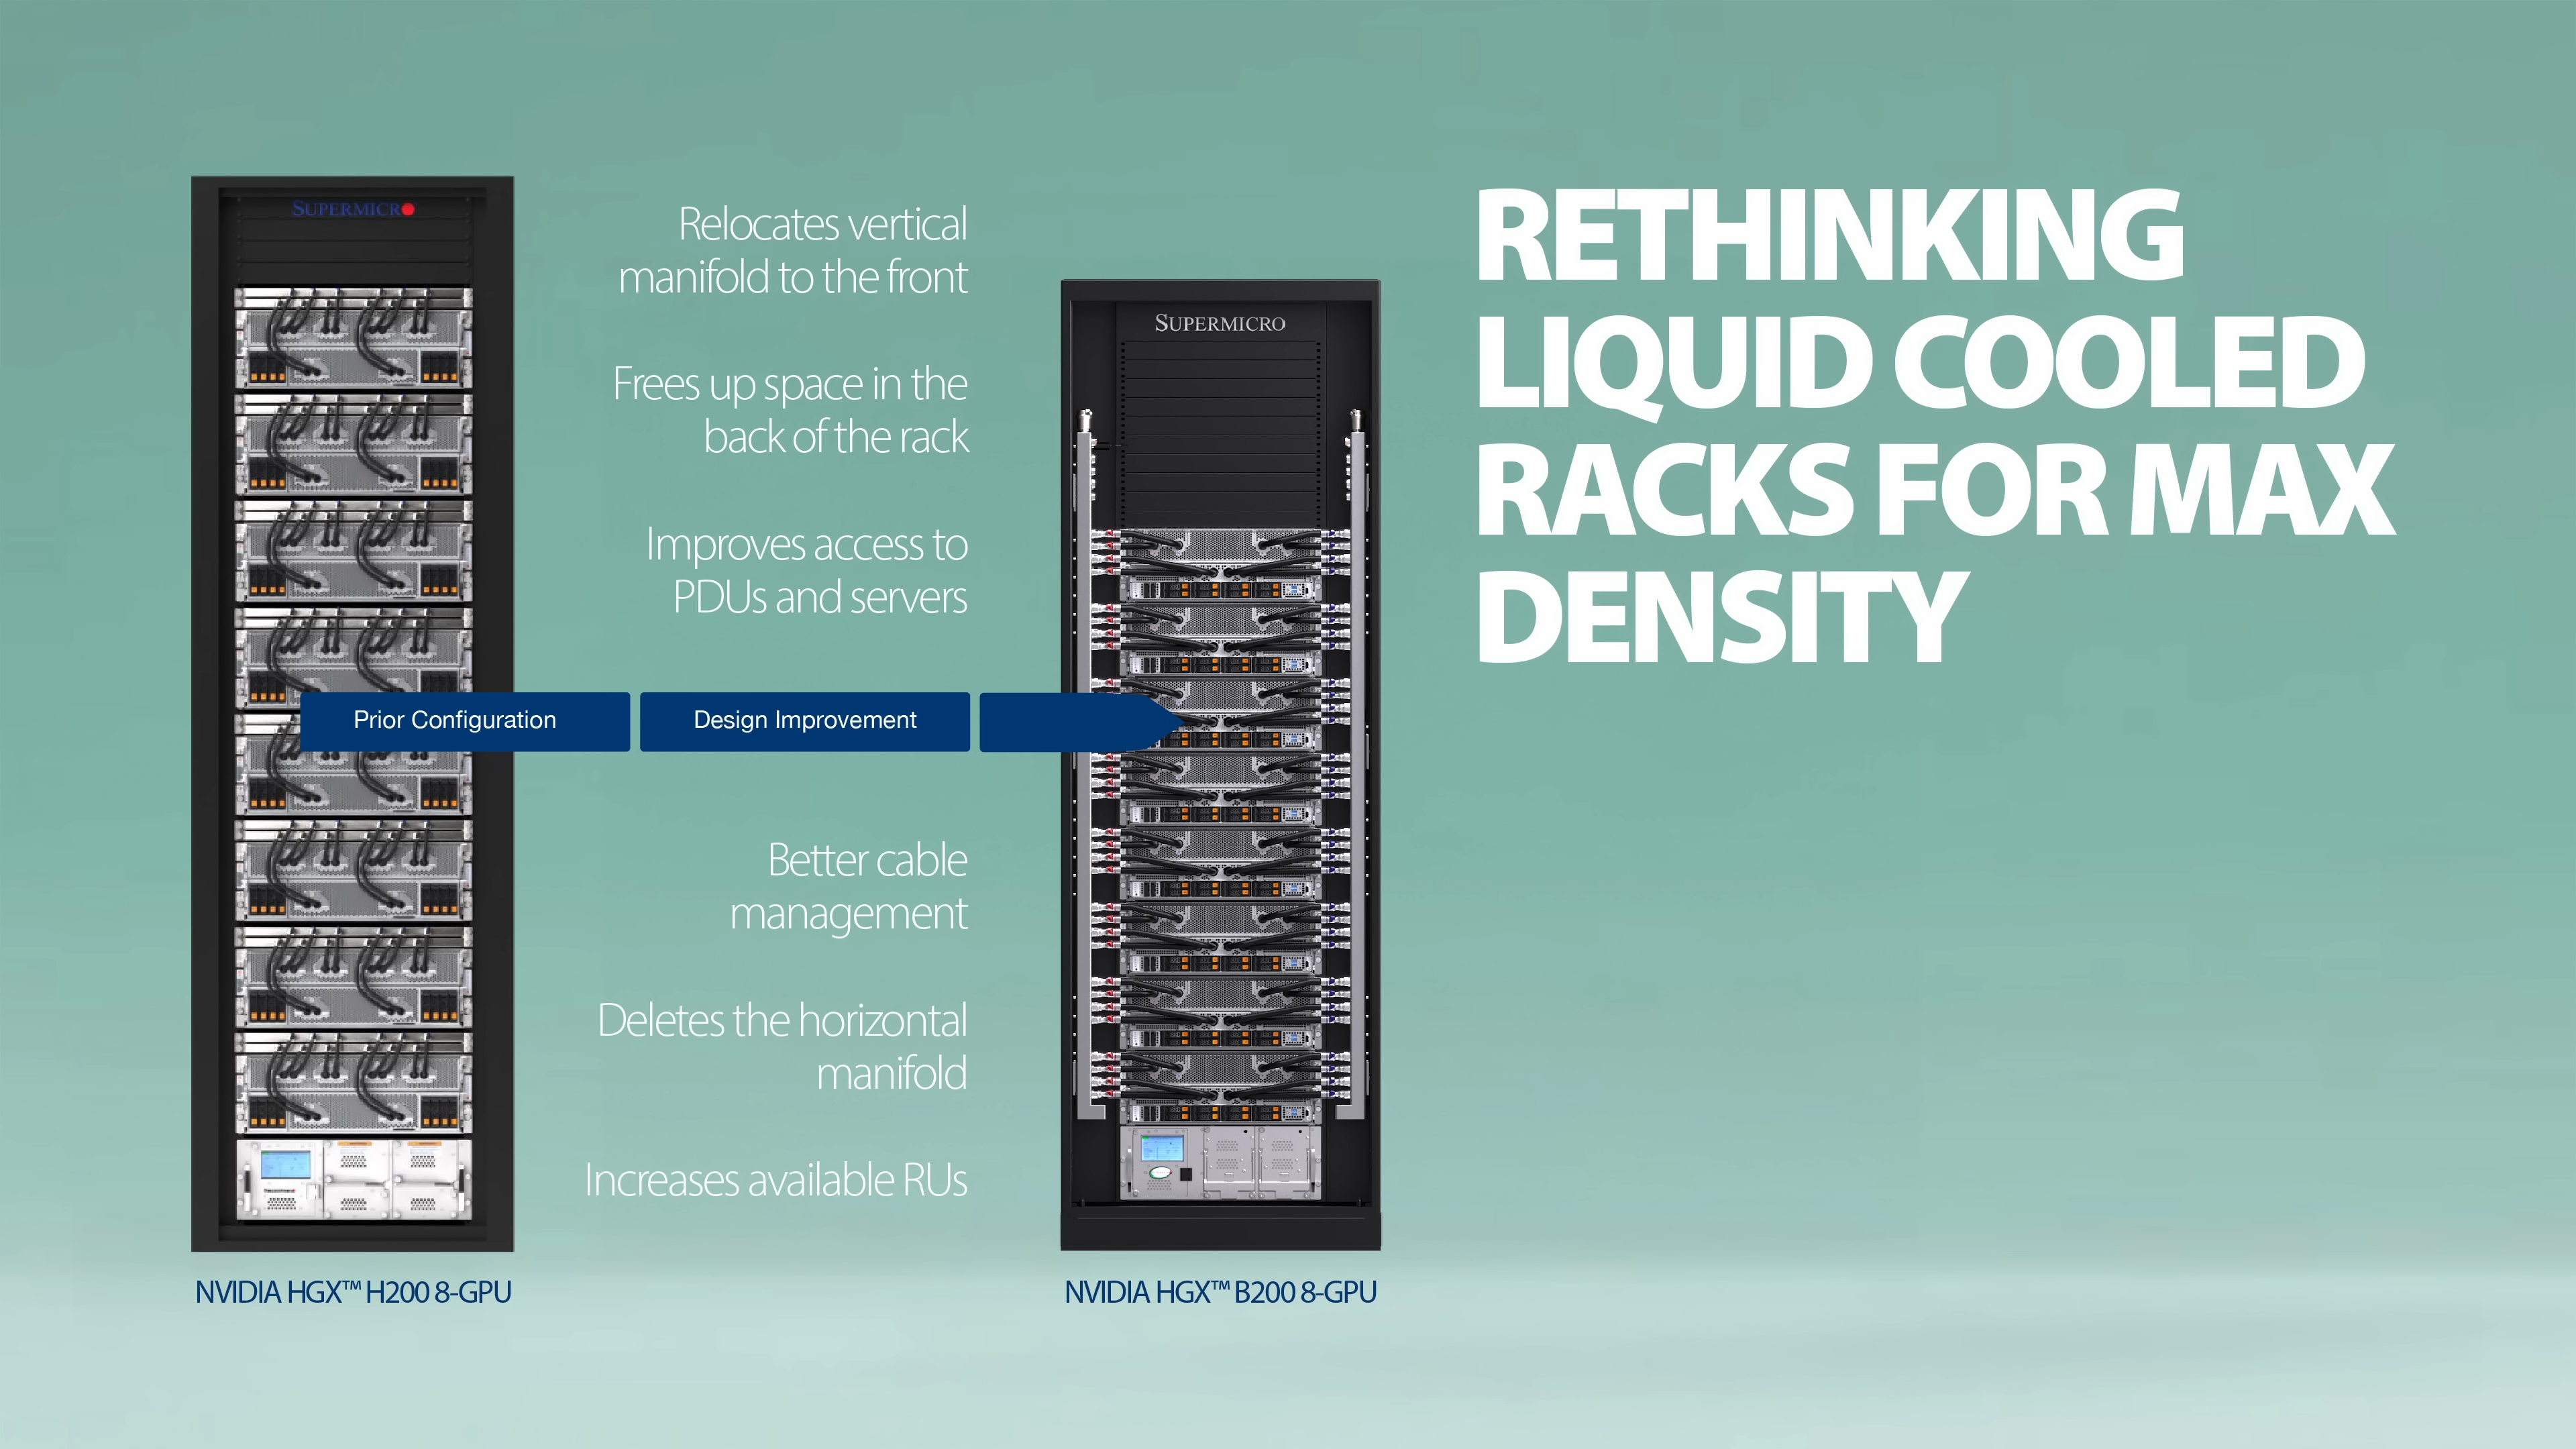 RETHINKING
LIQUID COOLED
RACKS FOR MAX
DENSITY
SUPERMICRO
Relocates vertical
manifold to the front
Frees up space in the
back of the rack
Improves access to
PDUs and servers
Prior Configuration
Design Improvement
Better cable
management
Deletes the horizontal
manifold
Increases available RUs
SUPERMICRO
NVIDIA HGX™ H200 8-GPU
NVIDIA HGX™ B200 8-GPU